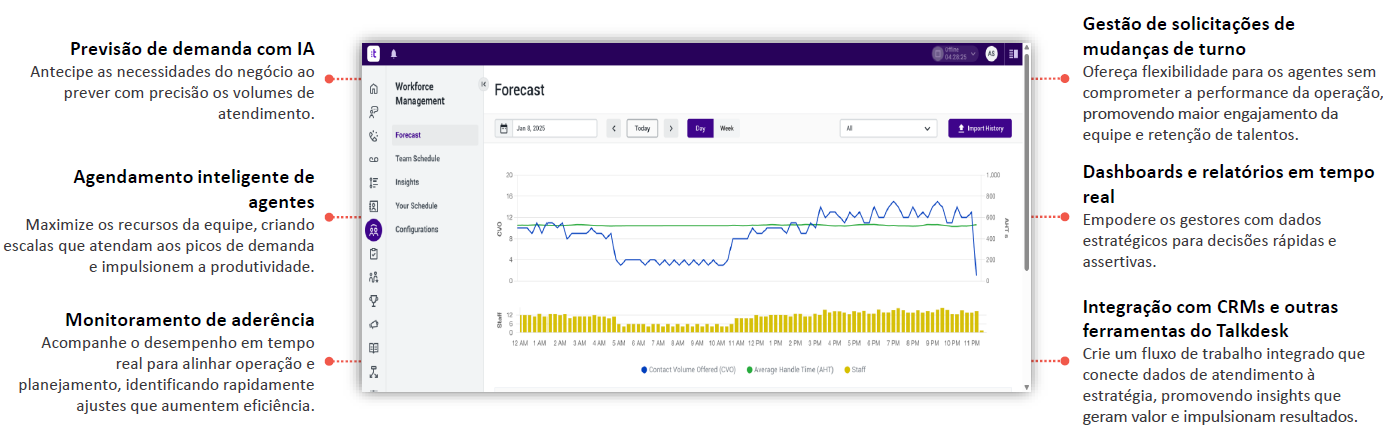 Previsão de demanda com IA
Antecipe as necessidades do negócio ao
prever com precisão os volumes de
atendimento.
Agendamento inteligente de
agentes
Maximize os recursos da equipe, criando
escalas que atendam aos picos de demanda
e impulsionem a produtividade.
Monitoramento de aderência
Acompanhe o desempenho em tempo
real para alinhar operação e
planejamento, identificando rapidamente
ajustes que aumentem eficiência.
:t
Offline
04:28:25
AS
Workforce
Management
Forecast
Team Schedule
Insights
Your Schedule
Configurations
Forecast
Jan 8, 2025
Today
Day
Week
All
Import History
20
16
12
8
4
0
CVO
1,000
800
600
400
200
0
AHT s
Staff
12
6
0
12 AM 1 AM 2 AM 3 AM 4 AM 5 AM 6 AM 7 AM 8 AM 9 AM 10 AM 11 AM 12 PM 1 PM 2 PM 3 PM 4 PM 5 PM 6 PM 7 PM 8 PM 9 PM 10 PM 11 PM
Contact Volume Offered (CVO) Average Handle Time (AHT) Staff
Gestão de solicitações de
mudanças de turno
Ofereça flexibilidade para os agentes sem
comprometer a performance da operação,
promovendo maior engajamento da
equipe e retenção de talentos.
Dashboards e relatórios em tempo
real
Empodere os gestores com dados
estratégicos para decisões rápidas e
assertivas.
Integração com CRMs e outras
ferramentas do Talkdesk
Crie um fluxo de trabalho integrado que
conecte dados de atendimento à
estratégia, promovendo insights que
geram valor e impulsionam resultados.